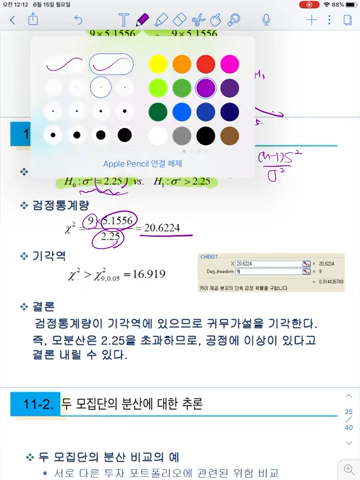 오전 12:12 6월 15일 월요일
9×5.1556 9×5.1556
Apple Pencil 연결 해제
H₀ : σ² = 2.25 vs. H₁ : σ² > 2.25
(n-1)S²
σ²
검정통계량
χ² = 9×5.1556 / 2.25 = 20.6224
기각역
χ² > χ²9,0.05 = 16.919
CHIDIST
X 20.6224 = 20.6224
Deg_freedom 9 = 9
결론
검정통계량이 기각역에 있으므로 귀무가설을 기각한다.
즉, 모분산은 2.25을 초과하므로, 공정에 이상이 있다고
결론 내릴 수 있다.
11-2. 두 모집단의 분산에 대한 추론
25
40
두 모집단의 분산 비교의 예
서로 다른 투자 포트폴리오에 관련된 위험 비교